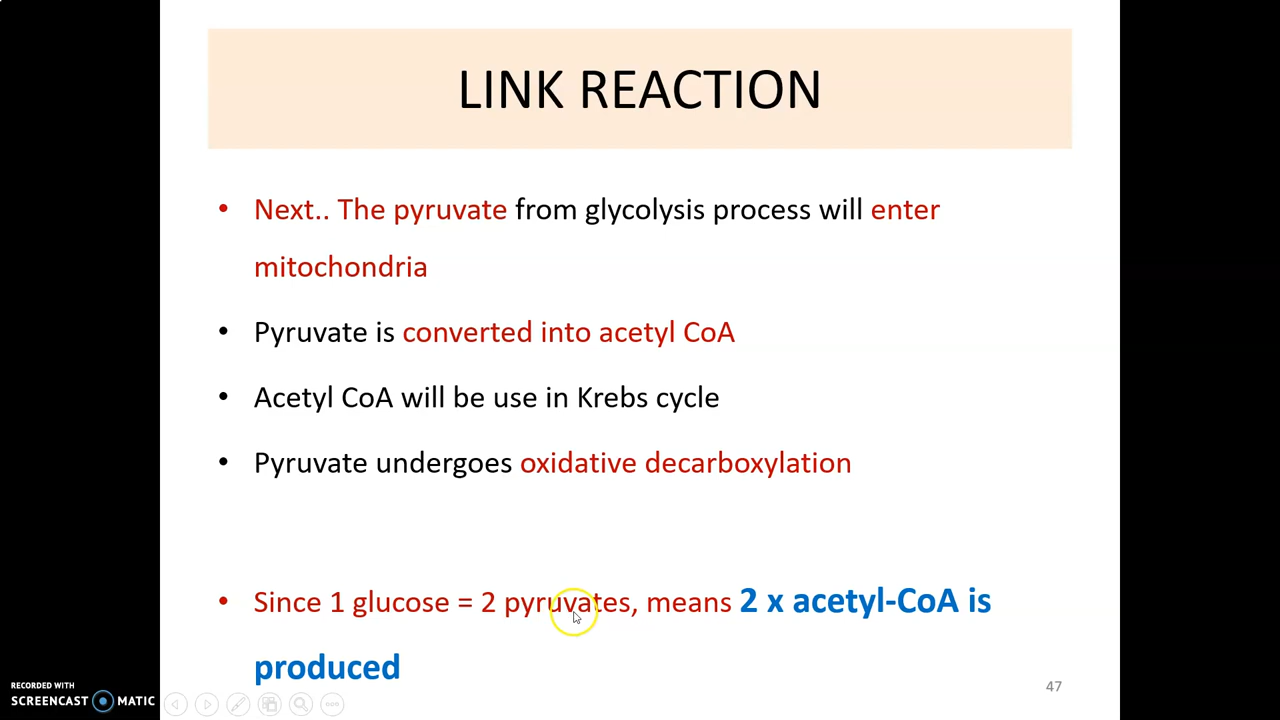 LINK REACTION
• Next.. The pyruvate from glycolysis process will enter
mitochondria
• Pyruvate is converted into acetyl CoA
• Acetyl CoA will be use in Krebs cycle
• Pyruvate undergoes oxidative decarboxylation
• Since 1 glucose = 2 pyruvates, means 2 x acetyl-CoA is
produced
47
RECORDED WITH
SCREENCAST MATIC